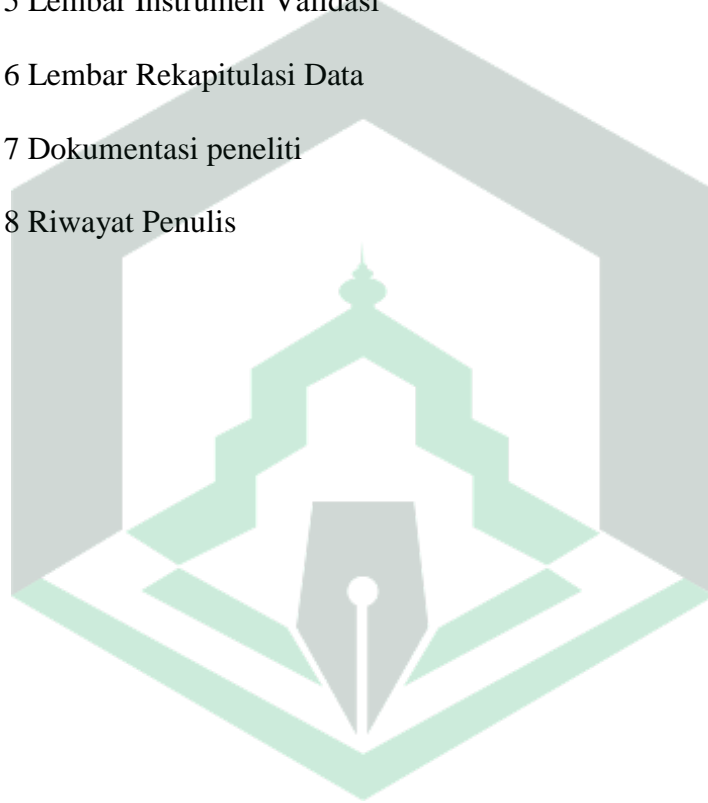 5 Lembar Instrumen Validasi
6 Lembar Rekapitulasi Data
7 Dokumentasi peneliti
8 Riwayat Penulis